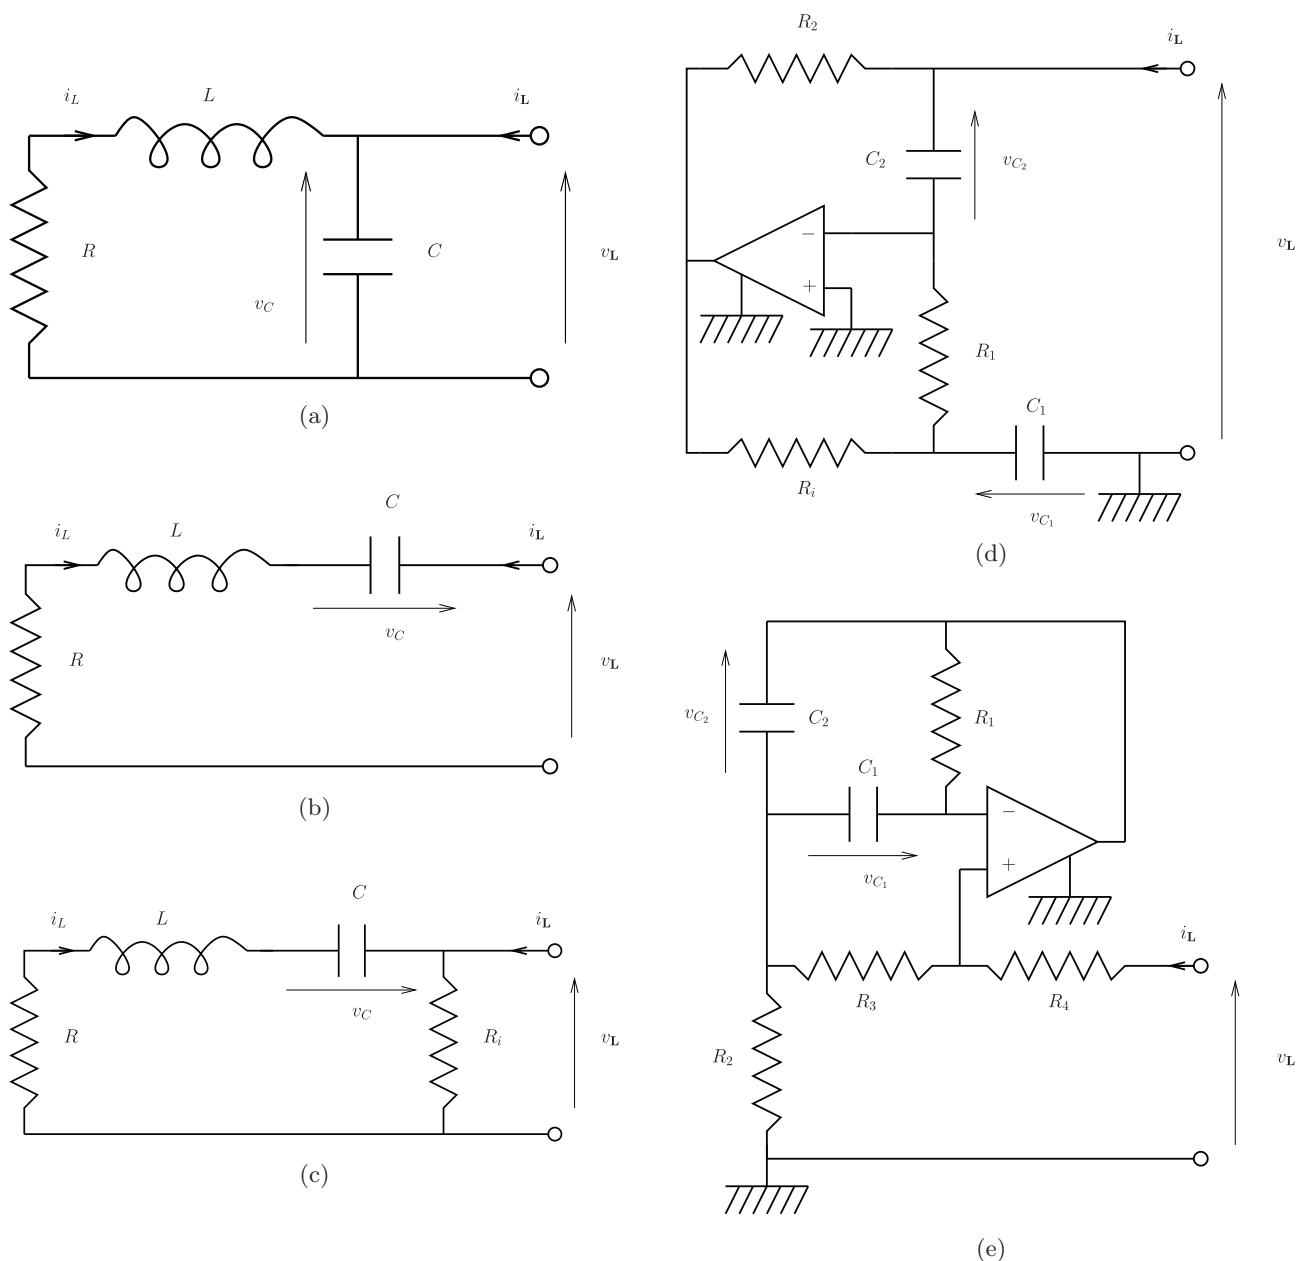 i_L L i_𝐋
R v_C C v_𝐋
(a)
C
i_L L i_𝐋
R v_C v_𝐋
(b)
C
i_L L i_𝐋
v_C
R R_i v_𝐋
(c)
R_2 i_𝐋
C_2 v_{C_2}
−
+
v_𝐋
R_1
C_1
R_i v_{C_1}
(d)
v_{C_2} C_2 R_1
C_1
−
+
v_{C_1}
i_𝐋
R_3 R_4
R_2 v_𝐋
(e)